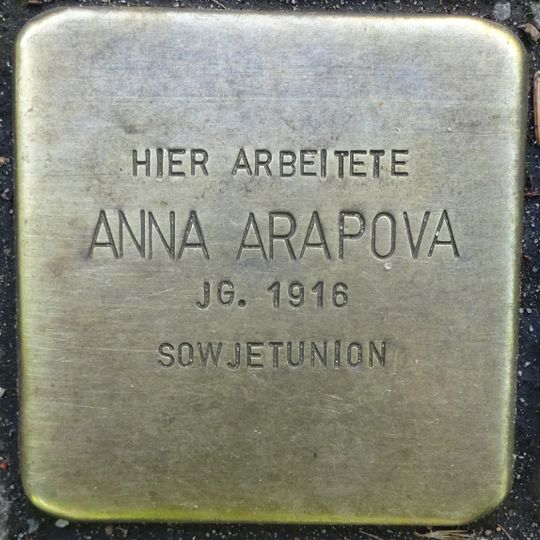 HIER ARBEITETE
ANNA ARAPOVA
JG. 1916
SOWJETUNION